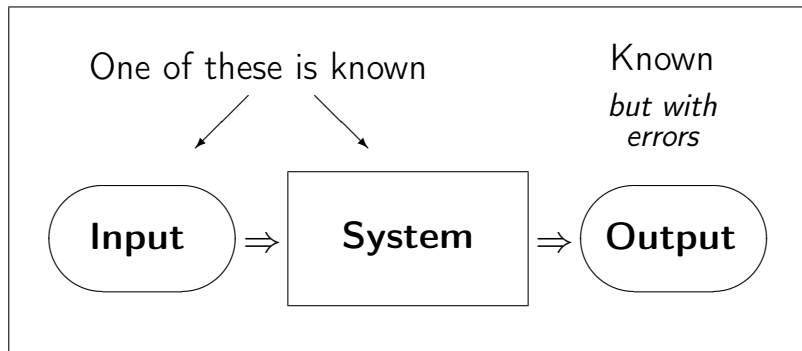 One of these is known
Known
but with
errors
Input ⇒ System ⇒ Output